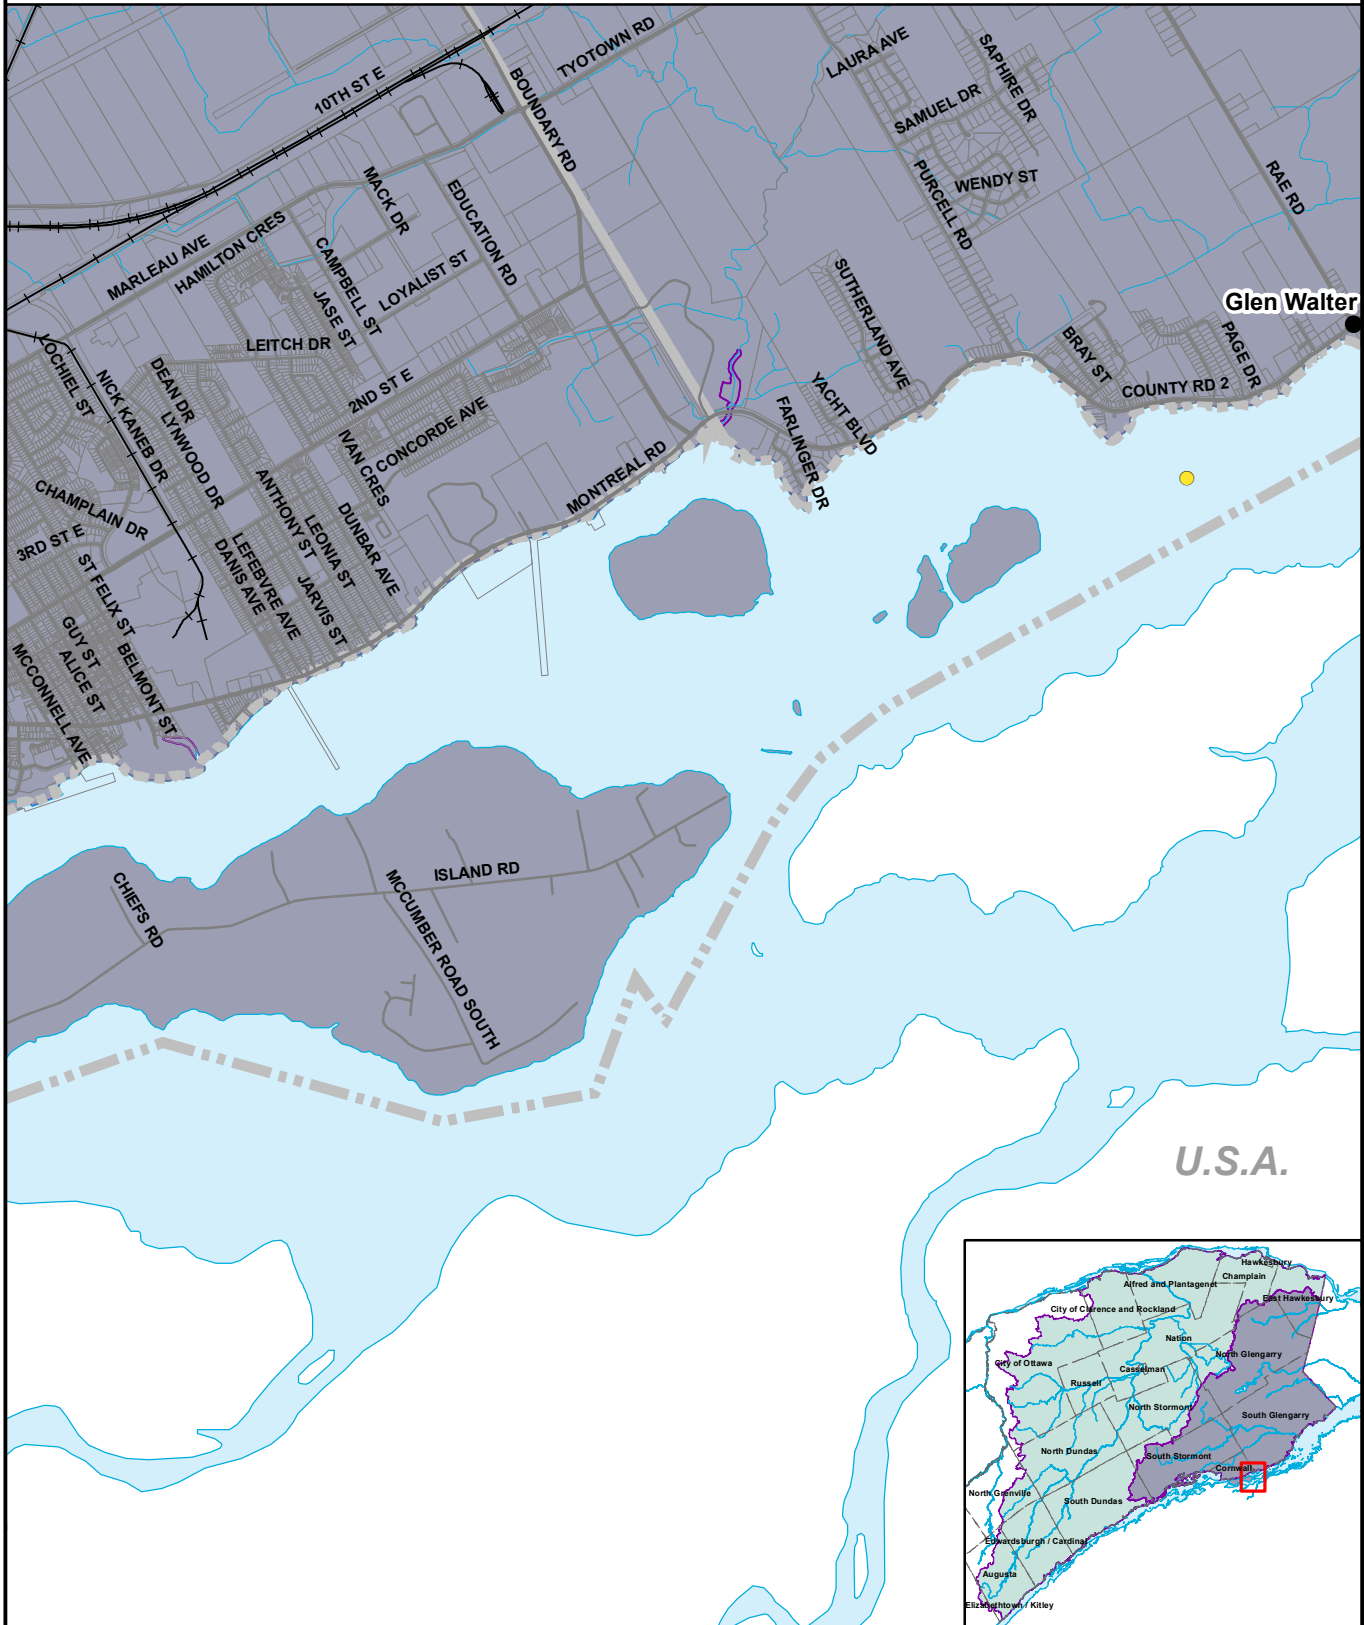 TYOTOWN RD
LAURA AVE
SAPHIRE DR
10TH ST E
BOUNDARY RD
SAMUEL DR
MACK DR
EDUCATION RD
PURCELL RD
WENDY ST
RAE RD
MARLEAU AVE
HAMILTON CRES
CAMPBELL ST
LOYALIST ST
JASE ST
SUTHERLAND AVE
Glen Walter
LOCHIEL ST
LEITCH DR
BRAY ST
PAGE DR
NICK KANEB DR
DEAN DR
2ND ST E
YACHT BLVD
COUNTY RD 2
LYNWOOD DR
IVAN CRES
CONCORDE AVE
FARLINGER DR
MONTREAL RD
CHAMPLAIN DR
ANTHONY ST
3RD ST E
LEONIA ST
DUNBAR AVE
LEFEBVRE AVE
DANIS AVE
ST FELIX ST
JARVIS ST
GUY ST
ALICE ST
BELMONT ST
MCCONNELL AVE
CHIEFS RD
ISLAND RD
MCCUMBER ROAD SOUTH
U.S.A.
Hawkesbury
Champlain
Alfred and Plantagenet
East Hawkesbury
City of Clarence and Rockland
Nation
North Glengarry
City of Ottawa
Casselman
Russell
North Stormont
South Glengarry
North Dundas
South Stormont
Cornwall
North Grenville
South Dundas
Edwardsburgh / Cardinal
Augusta
Elizabethtown / Kitley